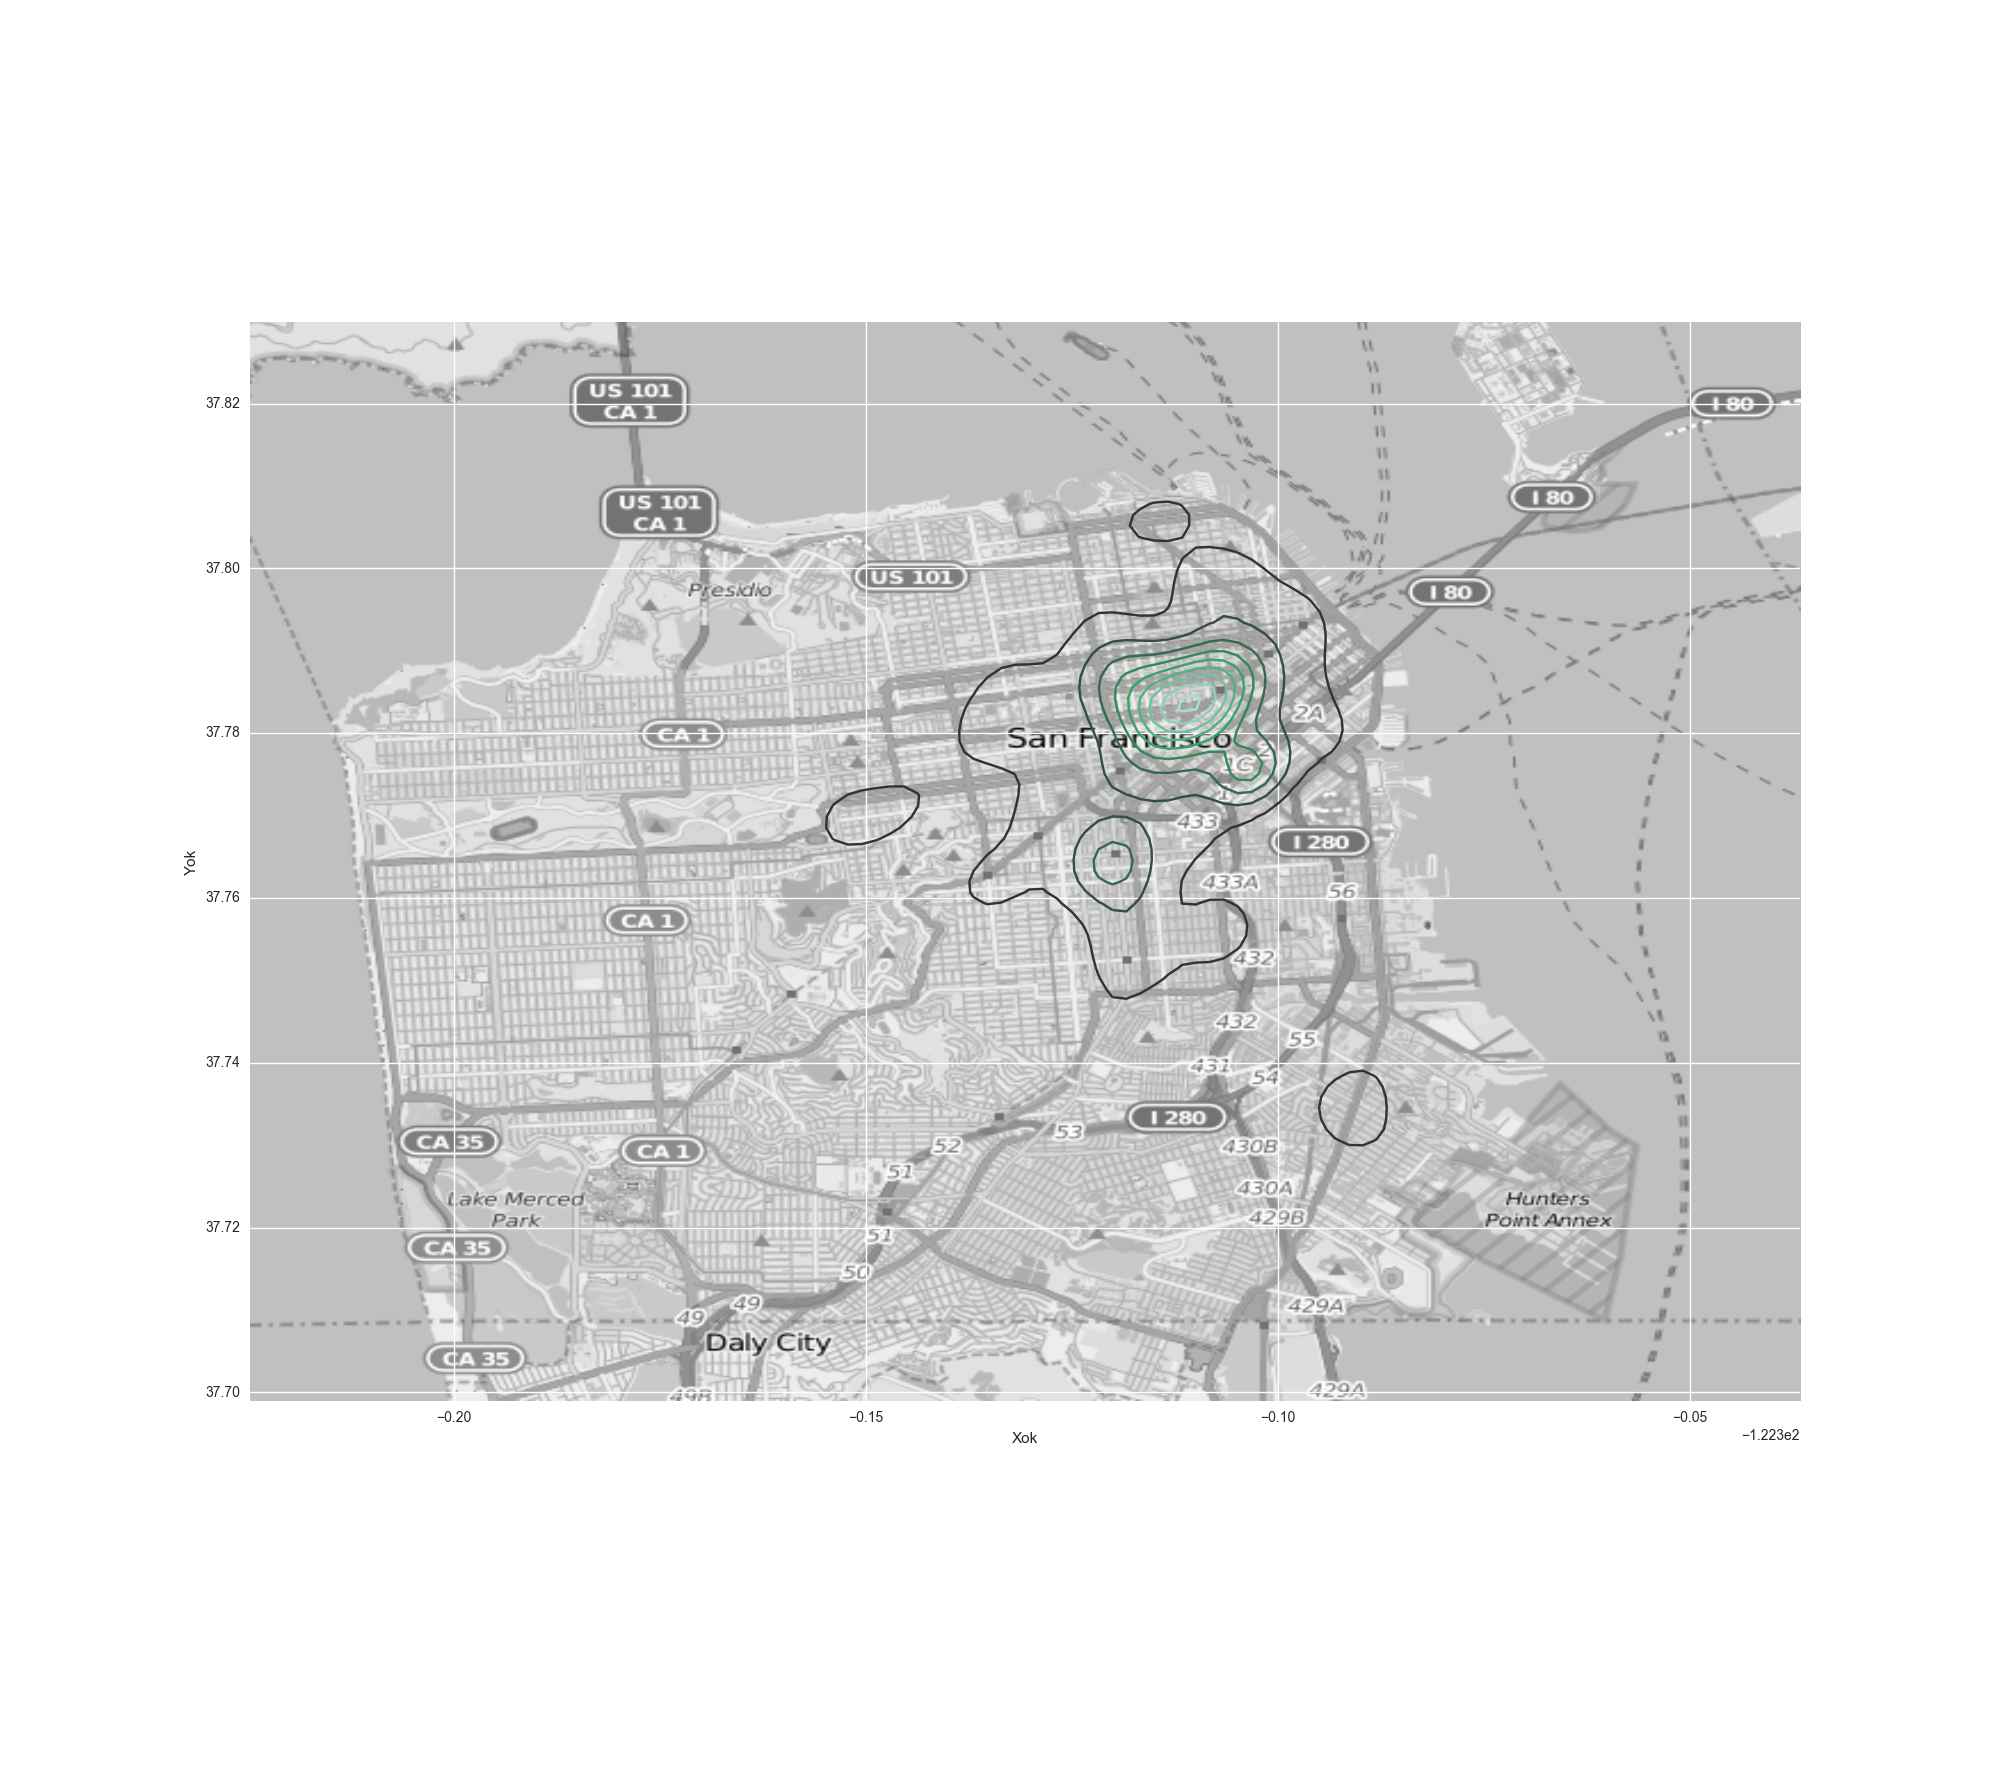 37.82
37.80
37.78
37.76
37.74
37.72
37.70
Yok
US 101
CA 1
I 80
I 80
US 101
CA 1
US 101
Presidio
I 80
2A
CA 1
San Francisco
2
1C
1
433
I 280
433A
56
CA 1
432
432
55
431
54
I 280
53
CA 35
CA 1
52
430B
51
430A
Lake Merced
Park
Hunters
Point Annex
429B
51
CA 35
50
49
49
429A
Daly City
CA 35
49B
429A
−0.20
−0.15
−0.10
−0.05
Xok
−1.223e2